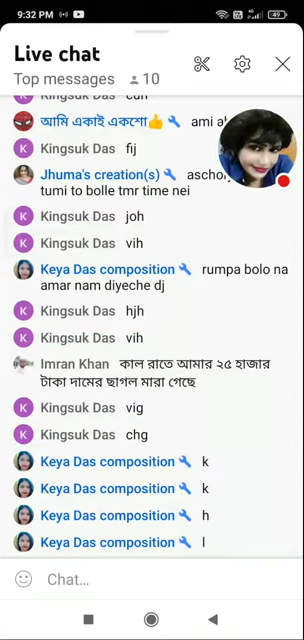 9:32 PM
49
Live chat
Top messages 10
Kingsuk Das
আমি একাই একশো👍 ami
Kingsuk Das fij
Jhuma's creation(s)
tumi to bolle tmr time nei
Kingsuk Das joh
Kingsuk Das vih
Keya Das composition rumpa bolo na
amar nam diyeche dj
Kingsuk Das hjh
Kingsuk Das vih
Imran Khan কাল রাতে আমার ২৫ হাজার
টাকা দামের ছাগল মারা গেছে
Kingsuk Das vig
Kingsuk Das chg
Keya Das composition k
Keya Das composition k
Keya Das composition h
Keya Das composition l
Chat...